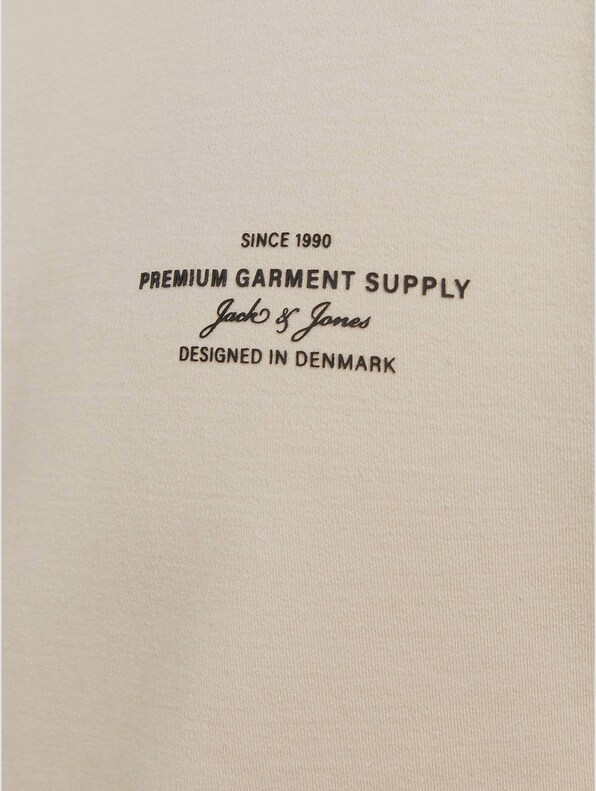 SINCE 1990
PREMIUM GARMENT SUPPLY
Jack & Jones
DESIGNED IN DENMARK